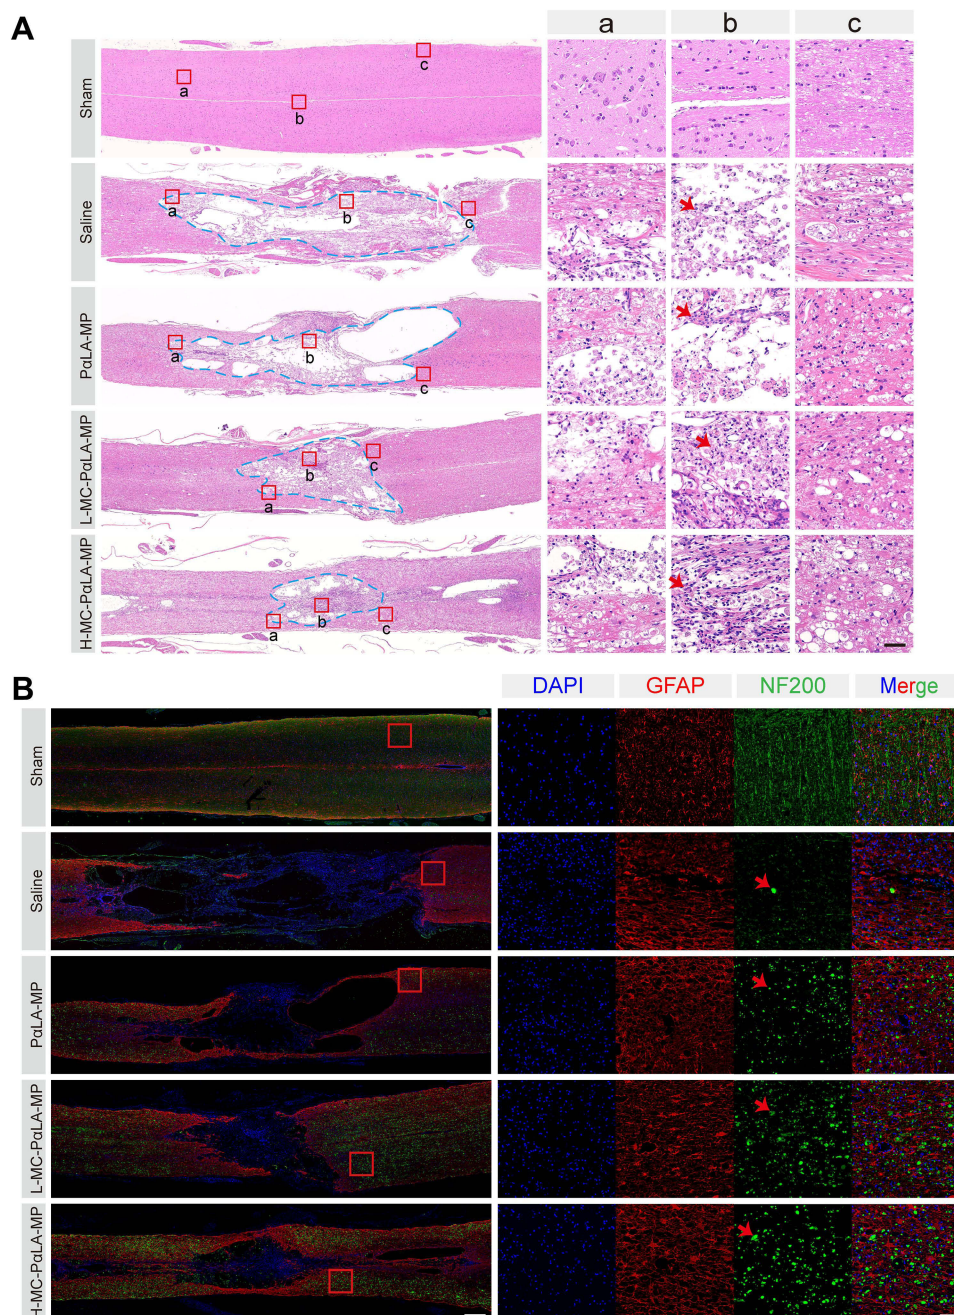 A
a b c
Sham
a
b
c
Saline
a
b
c
PαLA-MP
a
b
c
L-MC-PαLA-MP
a
b
c
H-MC-PαLA-MP
a
b
c
B
DAPI GFAP NF200 Merge
Sham
Saline
PαLA-MP
L-MC-PαLA-MP
H-MC-PαLA-MP